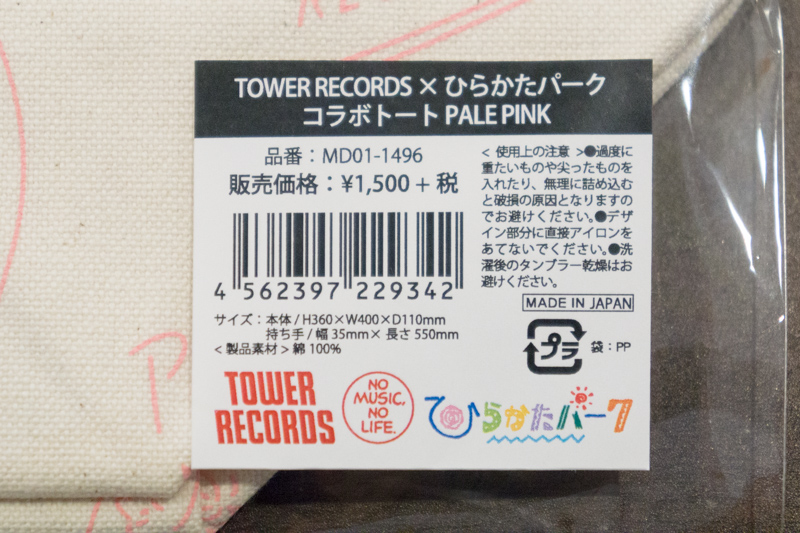 TOWER RECORDS × ひらかたパーク
コラボトート PALE PINK
品番：MD01-1496
販売価格：¥1,500 + 税
4 562397 229342
サイズ：本体 / H360×W400×D110mm
持ち手 / 幅 35mm× 長さ 550mm
< 製品素材 > 綿 100%
< 使用上の注意 >●過度に
重たいものや尖ったものを
入れたり、無理に詰め込む
と破損の原因となりますの
でお避けください。●デザ
イン部分に直接アイロンを
あてないでください。●洗
濯後のタンブラー乾燥はお
避けください。
MADE IN JAPAN
プラ 袋：PP
TOWER
RECORDS
NO
MUSIC,
NO
LIFE.
ひらかたパーク